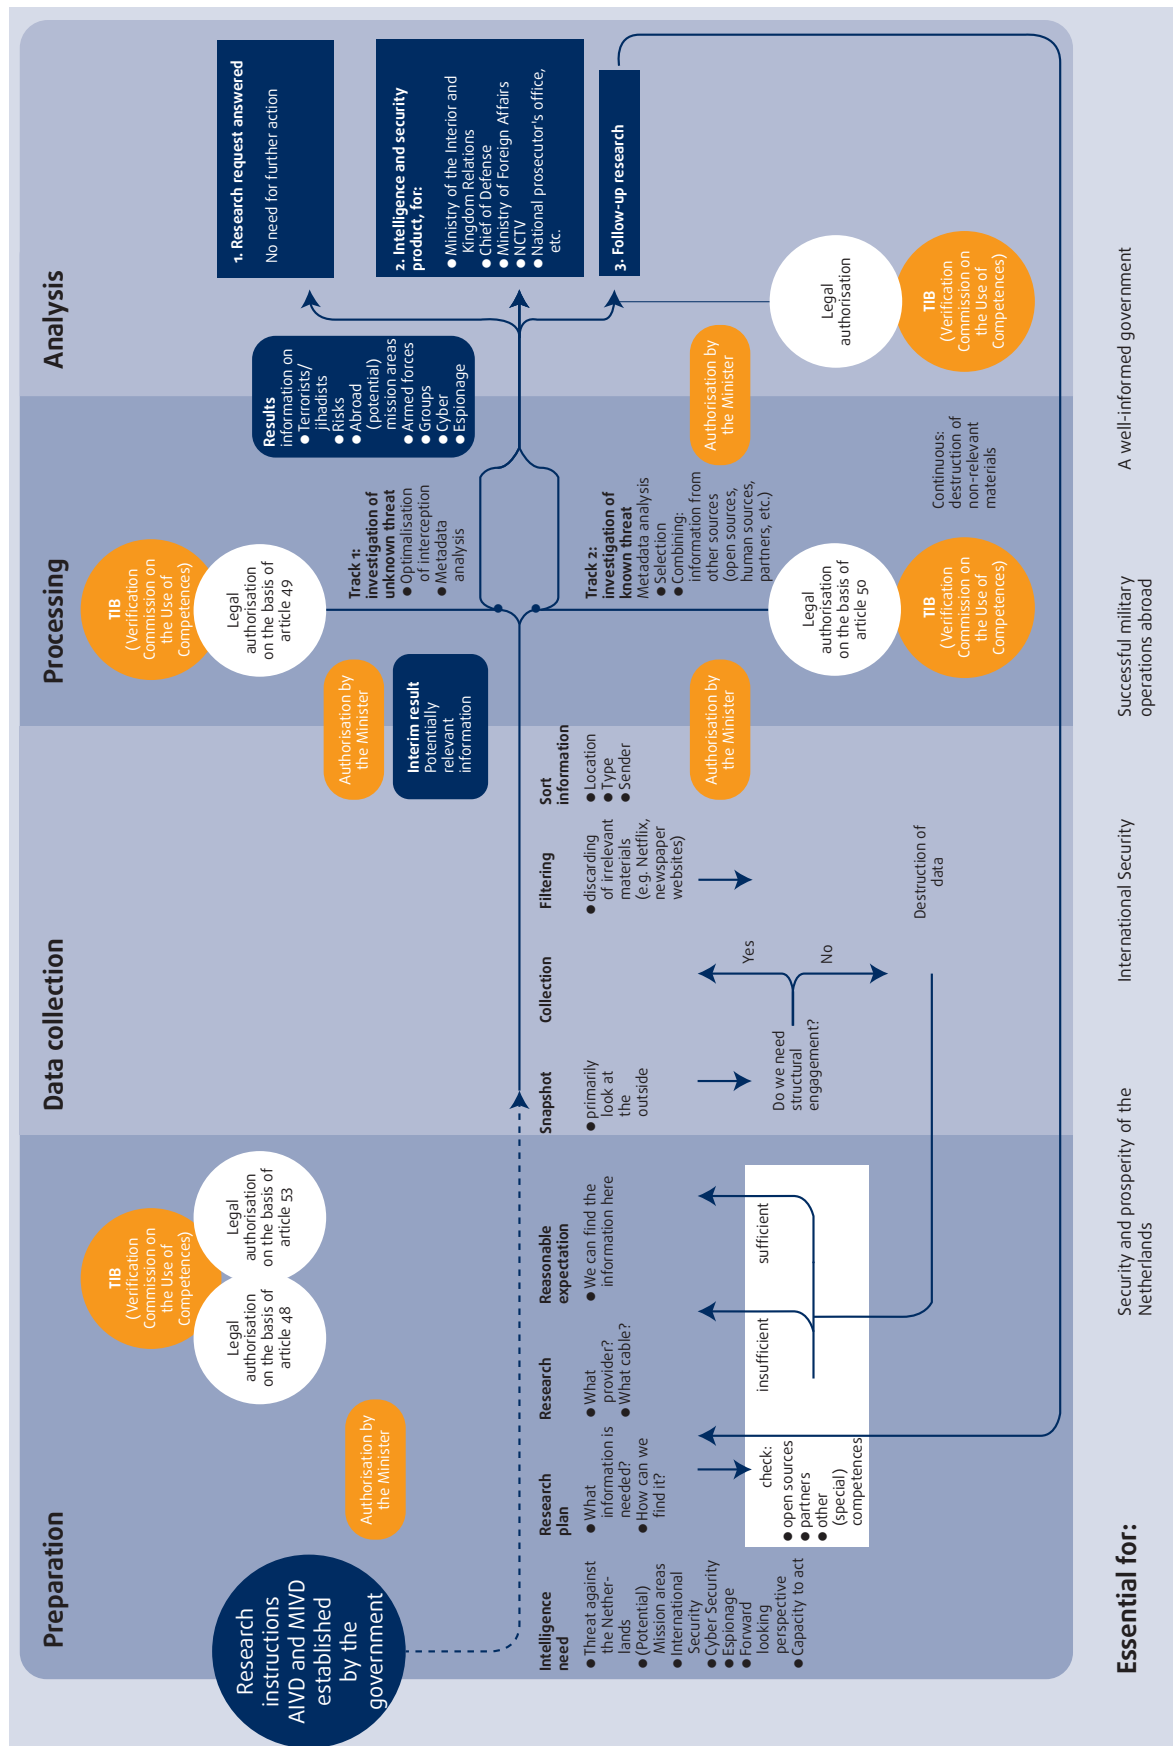 Preparation
Data collection
Processing
Analysis
Research
instructions
AIVD and MIVD
established
by the
government
Authorisation by
the Minister
TIB
(Verification
Commission on
the Use of
Competences)
Legal
authorisation
on the basis of
article 48
Legal
authorisation
on the basis of
article 53
Intelligence
need
● Threat against
the Nether-
lands
● (Potential)
Mission areas
● International
Security
● Cyber Security
● Espionage
● Forward
looking
perspective
● Capacity to act
Research
plan
● What
information is
needed?
● How can we
find it?
check:
● open sources
● partners
● other
(special)
competences
Research
● What
provider?
● What cable?
insufficient
Reasonable
expectation
● We can find the
information here
sufficient
Snapshot
● primarily
look at
the
outside
Do we need
structural
engagement?
Collection
Yes
No
Destruction of
data
Filtering
● discarding
of irrelevant
materials
(e.g. Netflix,
newspaper
websites)
Sort
information
● Location
● Type
● Sender
Authorisation by
the Minister
Interim result
Potentially
relevant
information
TIB
(Verification
Commission on
the Use of
Competences)
Legal
authorisation
on the basis of
article 49
Track 1:
investigation of
unknown threat
● Optimalisation
of interception
● Metadata
analysis
Track 2:
investigation of
known threat
Metadata analysis
● Selection
● Combining:
information from
other sources
(open sources,
human sources,
partners, etc.)
Authorisation by
the Minister
Legal
authorisation
on the basis of
article 50
TIB
(Verification
Commission on
the Use of
Competences)
Continuous:
destruction of
non-relevant
materials
Results
information on
● Terrorists/
jihadists
● Risks
● Abroad
(potential)
mission areas
● Armed forces
● Groups
● Cyber
● Espionage
Authorisation by
the Minister
Legal
authorisation
TIB
(Verification
Commission on
the Use of
Competences)
1. Research request answered
No need for further action
2. Intelligence and security
product, for:
● Ministry of the Interior and
Kingdom Relations
● Chief of Defense
● Ministry of Foreign Affairs
● NCTV
● National prosecutor's office,
etc.
3. Follow-up research
Essential for:
Security and prosperity of the
Netherlands
International Security
Successful military
operations abroad
A well-informed government